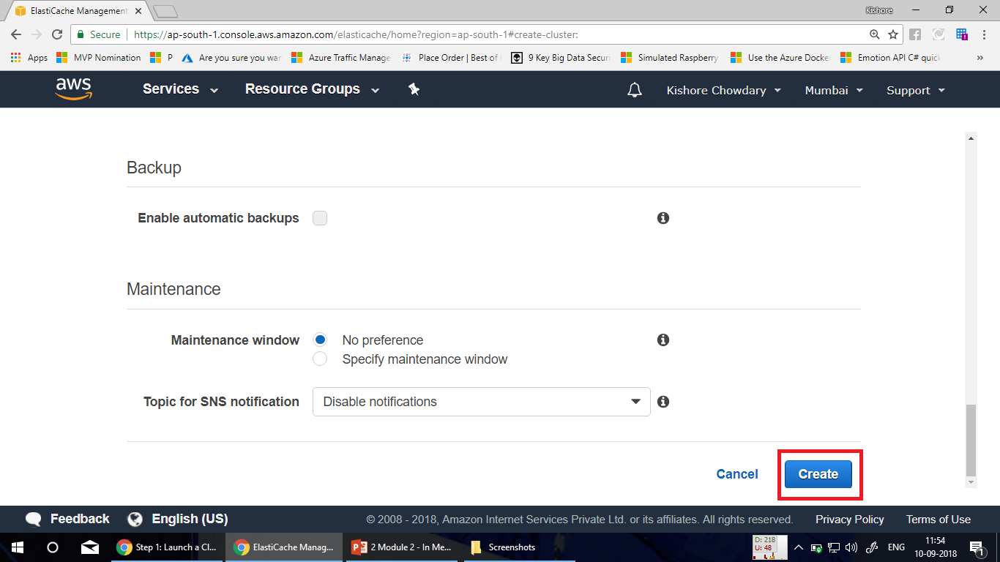 ElastiCache Management
Kishore
Secure
https://ap-south-1.console.aws.amazon.com/elasticache/home?region=ap-south-1#create-cluster:
Apps
MVP Nomination
P
Are you sure you wan
Azure Traffic Manage
Place Order | Best of
9 Key Big Data Securi
Simulated Raspberry
Use the Azure Docke
Emotion API C# quick
»
aws
Services
Resource Groups
Kishore Chowdary
Mumbai
Support
Backup
Enable automatic backups
Maintenance
Maintenance window
No preference
Specify maintenance window
Topic for SNS notification
Disable notifications
Cancel
Create
Feedback
English (US)
© 2008 - 2018, Amazon Internet Services Private Ltd. or its affiliates. All rights reserved.
Privacy Policy
Terms of Use
Step 1: Launch a Cl...
ElastiCache Manag...
2 Module 2 - In Me...
Screenshots
D: 218
U: 48
ENG
11:54
10-09-2018
1